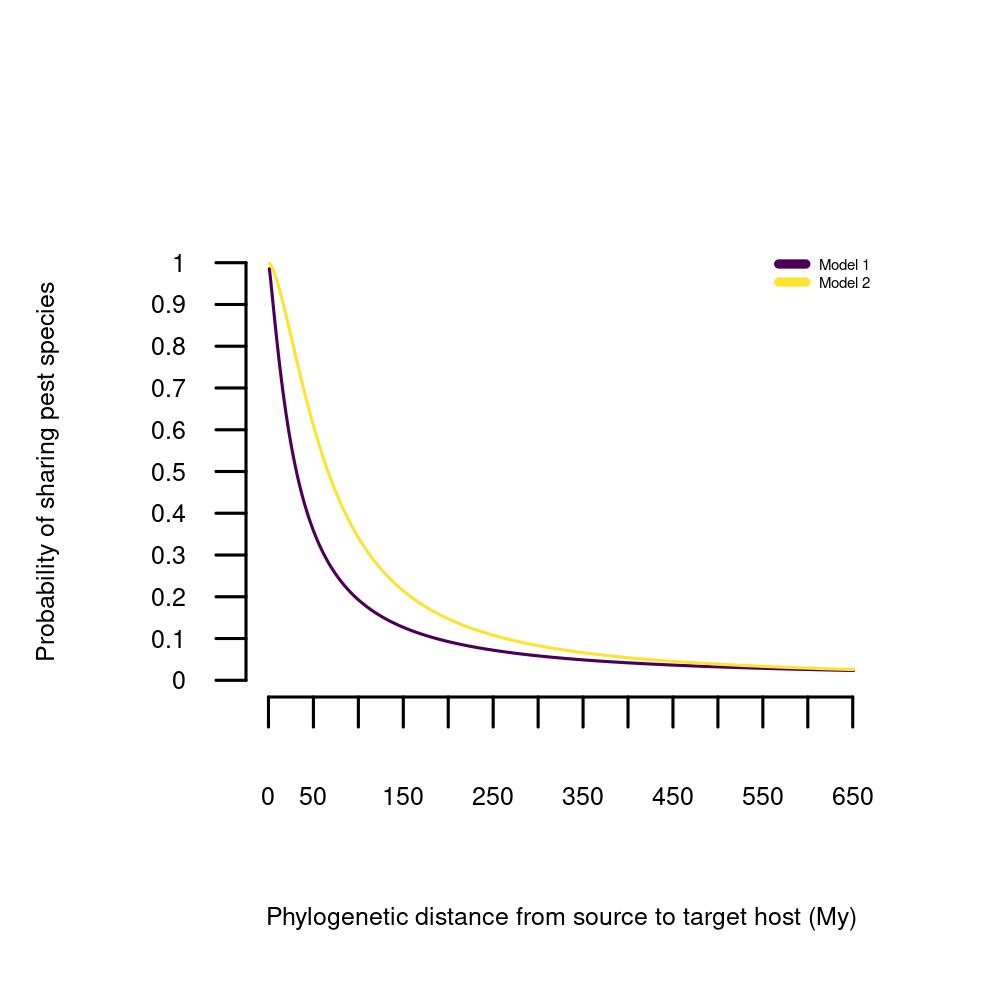 Probability of sharing pest species
1
0.9
0.8
0.7
0.6
0.5
0.4
0.3
0.2
0.1
0
Model 1
Model 2
0 50 150 250 350 450 550 650
Phylogenetic distance from source to target host (My)